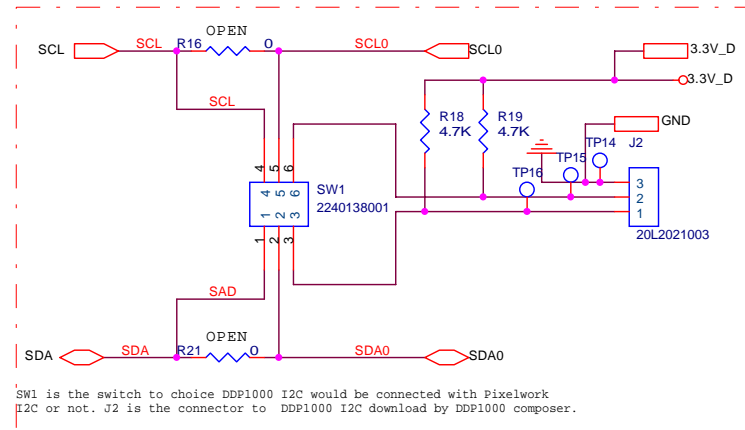 OPEN
SCL SCL R16 0 SCL0 SCL0
3.3V_D
3.3V_D
SCL
R18 4.7K
R19 4.7K
GND
J2
TP14
TP15
TP16
4 5 6
4 5 6
1 2 3
1 2 3
SW1
2240138001
3
2
1
20L2021003
SAD
OPEN
SDA SDA R21 0 SDA0 SDA0
SW1 is the switch to choice DDP1000 I2C would be connected with Pixelwork
I2C or not. J2 is the connector to DDP1000 I2C download by DDP1000 composer.